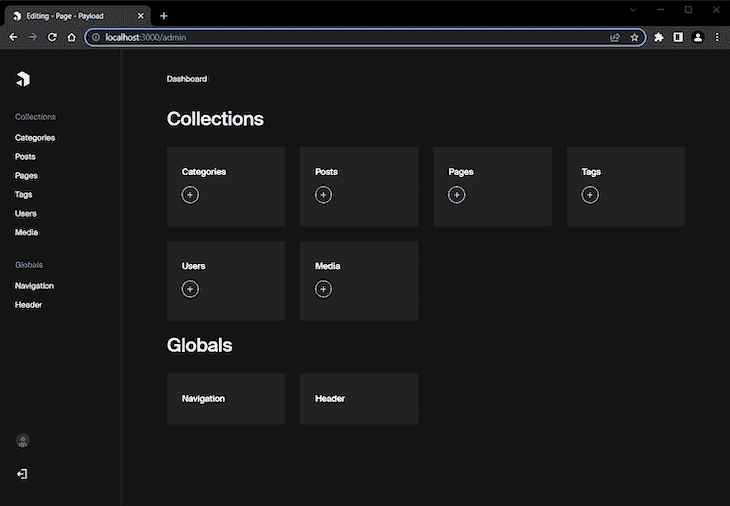 Editing - Page - Payload
localhost:3000/admin
Collections
Categories
Posts
Pages
Tags
Users
Media
Globals
Navigation
Header
Dashboard
Collections
Categories
Posts
Pages
Tags
Users
Media
Globals
Navigation
Header